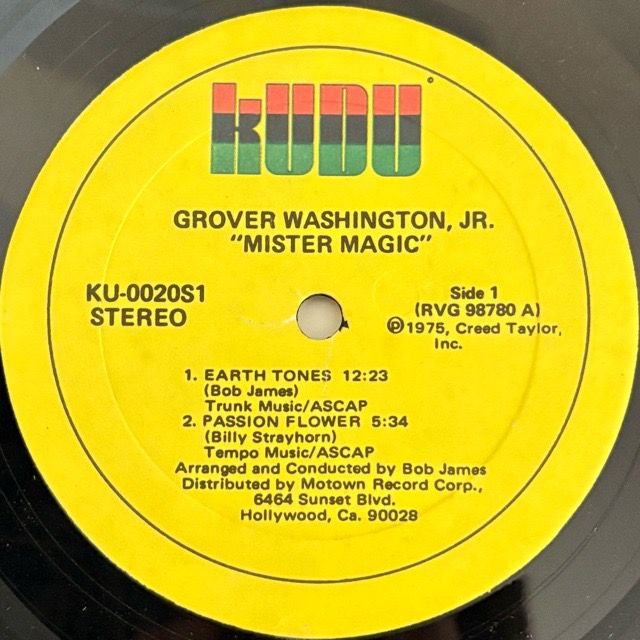 KUDU
GROVER WASHINGTON, JR.
"MISTER MAGIC"
KU-0020S1
STEREO
Side 1
(RVG 98780 A)
℗1975, Creed Taylor,
Inc.
1. EARTH TONES 12:23
(Bob James)
Trunk Music/ASCAP
2. PASSION FLOWER 5:34
(Billy Strayhorn)
Tempo Music/ASCAP
Arranged and Conducted by Bob James
Distributed by Motown Record Corp.,
6464 Sunset Blvd.
Hollywood, Ca. 90028